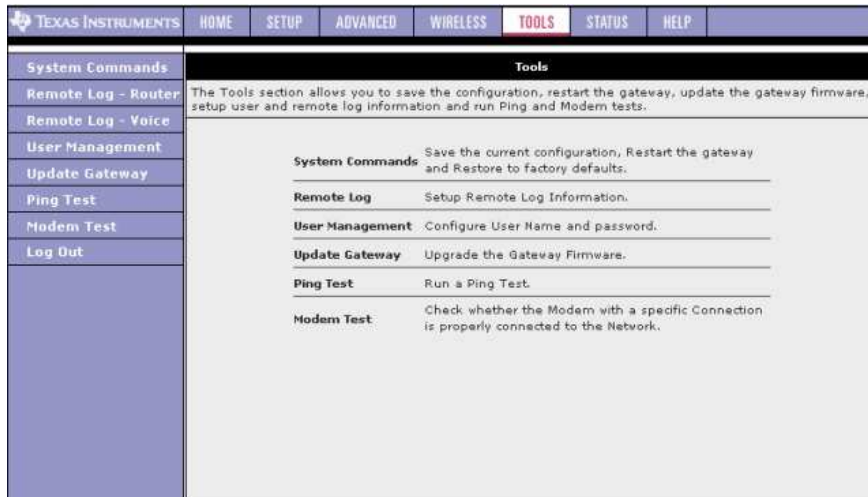 TEXAS INSTRUMENTS HOME SETUP ADVANCED WIRELESS TOOLS STATUS HELP
System Commands
Remote Log - Router
Remote Log - Voice
User Management
Update Gateway
Ping Test
Modem Test
Log Out
Tools
The Tools section allows you to save the configuration, restart the gateway, update the gateway firmware,
setup user and remote log information and run Ping and Modem tests.
System Commands Save the current configuration, Restart the gateway
and Restore to factory defaults.
Remote Log Setup Remote Log Information.
User Management Configure User Name and password.
Update Gateway Upgrade the Gateway Firmware.
Ping Test Run a Ping Test.
Modem Test Check whether the Modem with a specific Connection
is properly connected to the Network.